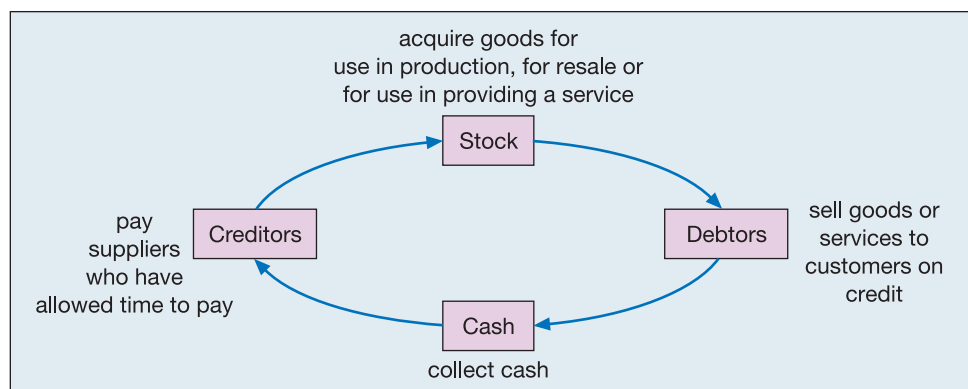 acquire goods for
use in production, for resale or
for use in providing a service
Stock
pay
suppliers
who have
allowed time to pay
Creditors
Debtors
sell goods or
services to
customers on
credit
Cash
collect cash